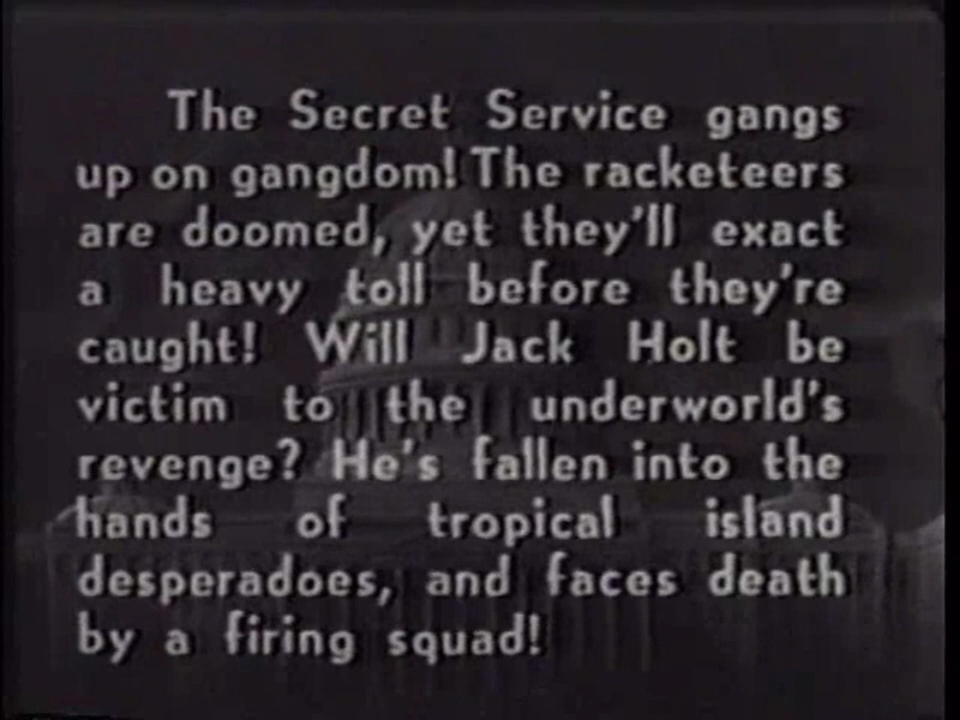 The Secret Service gangs
up on gangdom! The racketeers
are doomed, yet they'll exact
a heavy toll before they're
caught! Will Jack Holt be
victim to the underworld's
revenge? He's fallen into the
hands of tropical island
desperadoes, and faces death
by a firing squad!